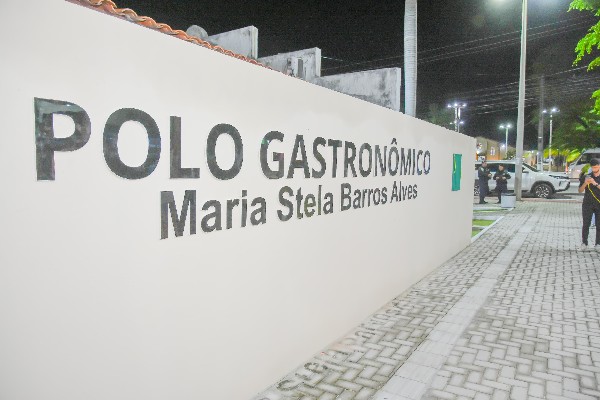 POLO GASTRONÔMICO
Maria Stela Barros Alves